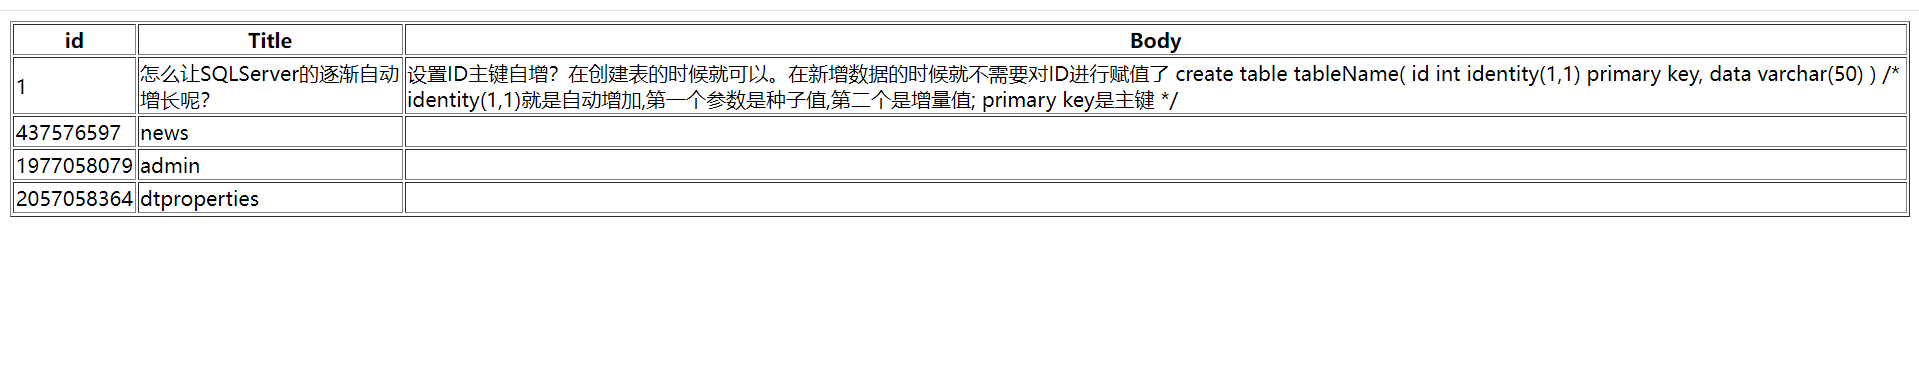 id Title Body
1 怎么让SQLServer的逐渐自动增长呢? 设置ID主键自增？在创建表的时候就可以。在新增数据的时候就不需要对ID进行赋值了 create table tableName( id int identity(1,1) primary key, data varchar(50) ) /*
identity(1,1)就是自动增加,第一个参数是种子值,第二个是增量值; primary key是主键 */
437576597 news
1977058079 admin
2057058364 dtproperties